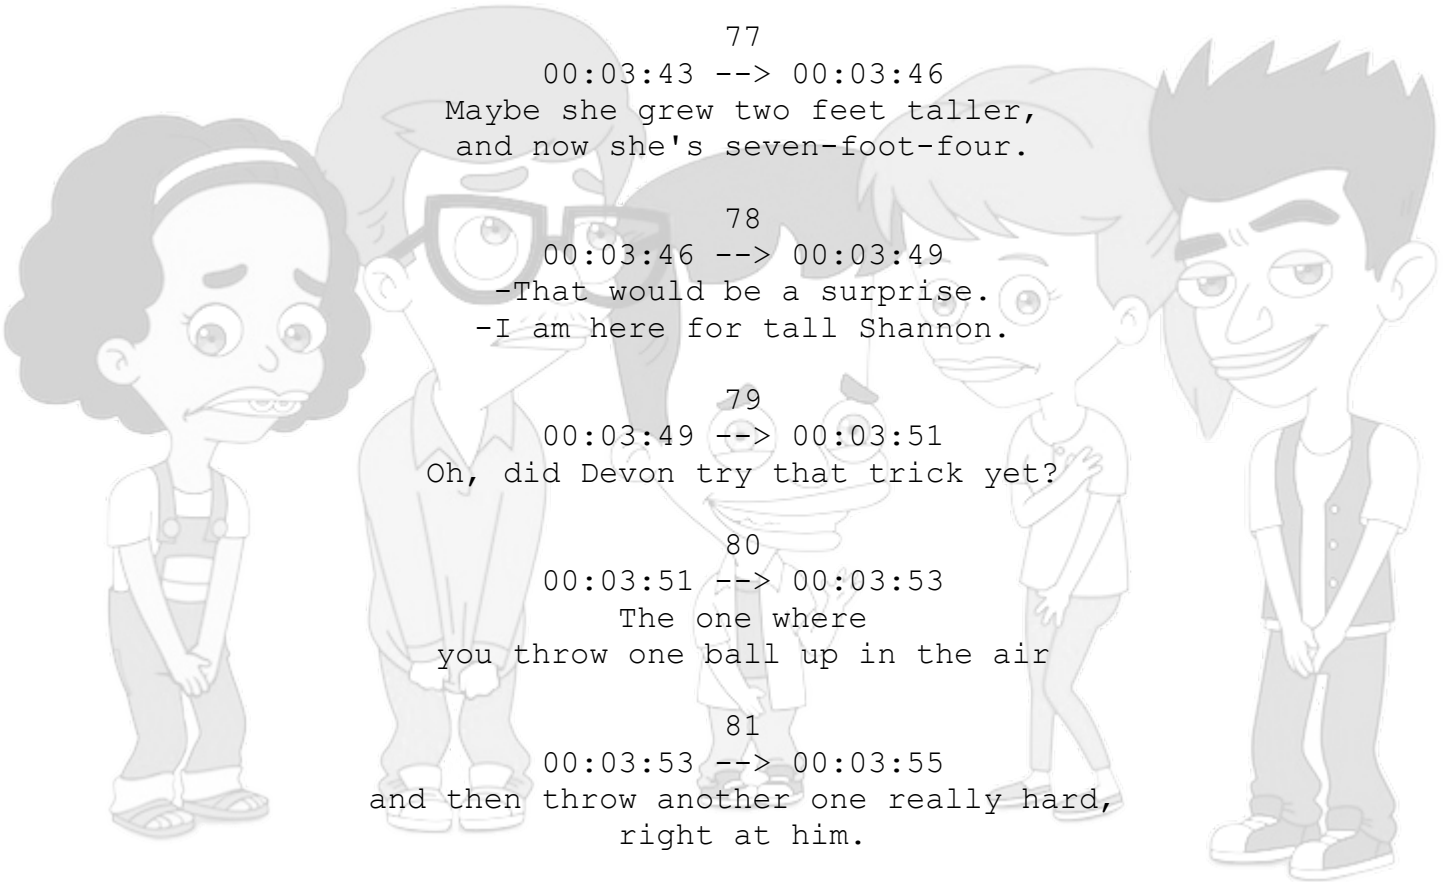 77
00:03:43 --> 00:03:46
Maybe she grew two feet taller,
and now she's seven-foot-four.
78
00:03:46 --> 00:03:49
-That would be a surprise.
-I am here for tall Shannon.
79
00:03:49 --> 00:03:51
Oh, did Devon try that trick yet?
80
00:03:51 --> 00:03:53
The one where
you throw one ball up in the air
81
00:03:53 --> 00:03:55
and then throw another one really hard,
right at him.